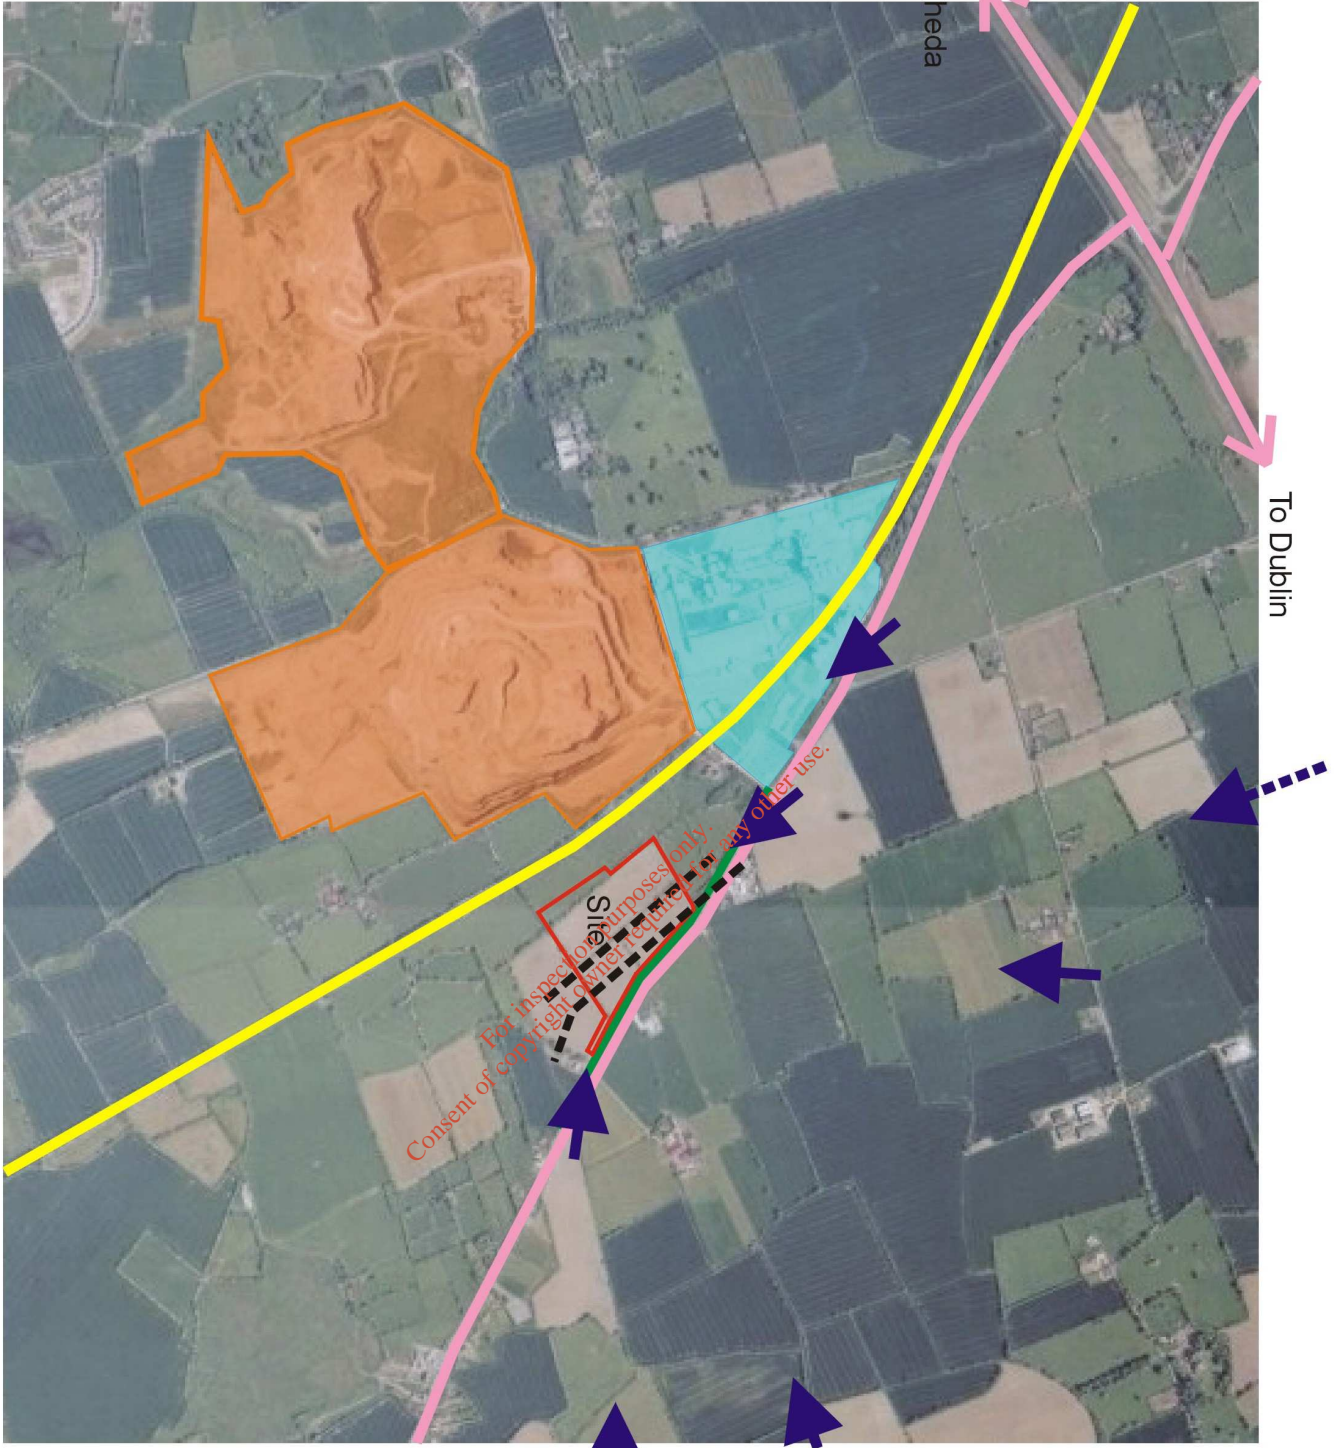 heda
To Dublin
Site
For inspection purposes only.
Consent of copyright owner required for any other use.